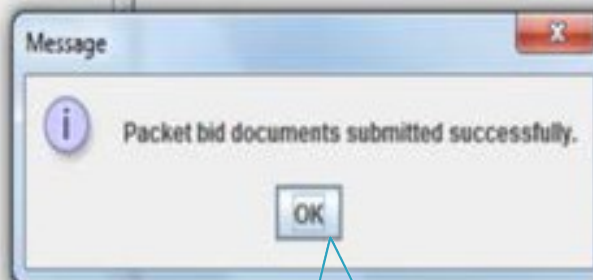 Message
x
i
Packet bid documents submitted successfully.
OK